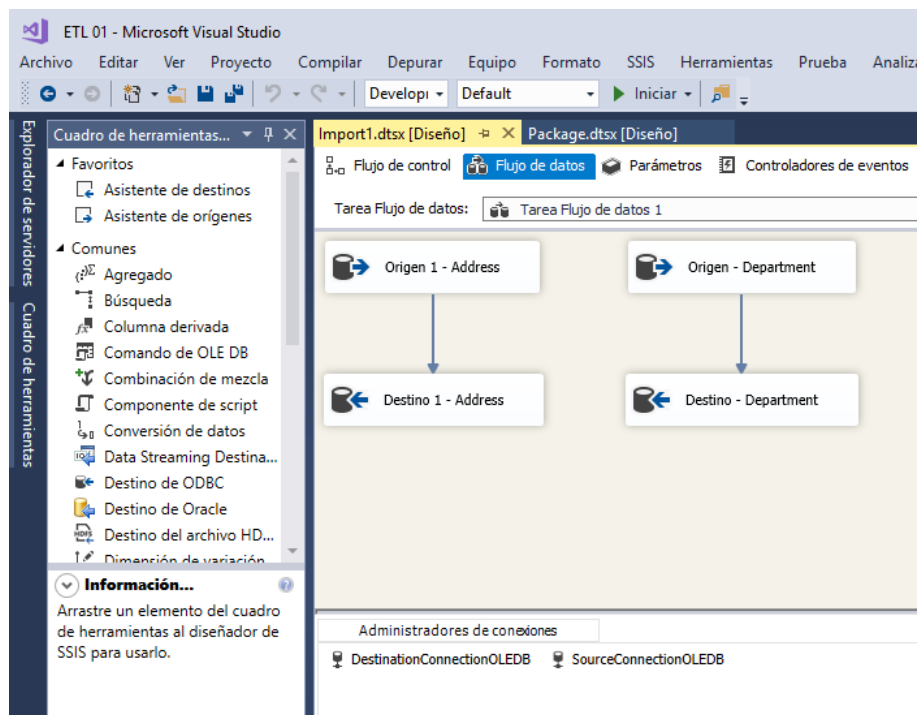 ETL 01 - Microsoft Visual Studio
Archivo Editar Ver Proyecto Compilar Depurar Equipo Formato SSIS Herramientas Prueba Analiza
Developi Default Iniciar
Explorador de servidores
Cuadro de herramientas
Cuadro de herramientas...
Favoritos
Asistente de destinos
Asistente de orígenes
Comunes
Agregado
Búsqueda
Columna derivada
Comando de OLE DB
Combinación de mezcla
Componente de script
Conversión de datos
Data Streaming Destina...
Destino de ODBC
Destino de Oracle
Destino del archivo HD...
Dimensión de variación
Información...
Arrastre un elemento del cuadro
de herramientas al diseñador de
SSIS para usarlo.
Import1.dtsx [Diseño] Package.dtsx [Diseño]
Flujo de control Flujo de datos Parámetros Controladores de eventos
Tarea Flujo de datos: Tarea Flujo de datos 1
Origen 1 - Address Origen - Department
Destino 1 - Address Destino - Department
Administradores de conexiones
DestinationConnectionOLEDB SourceConnectionOLEDB